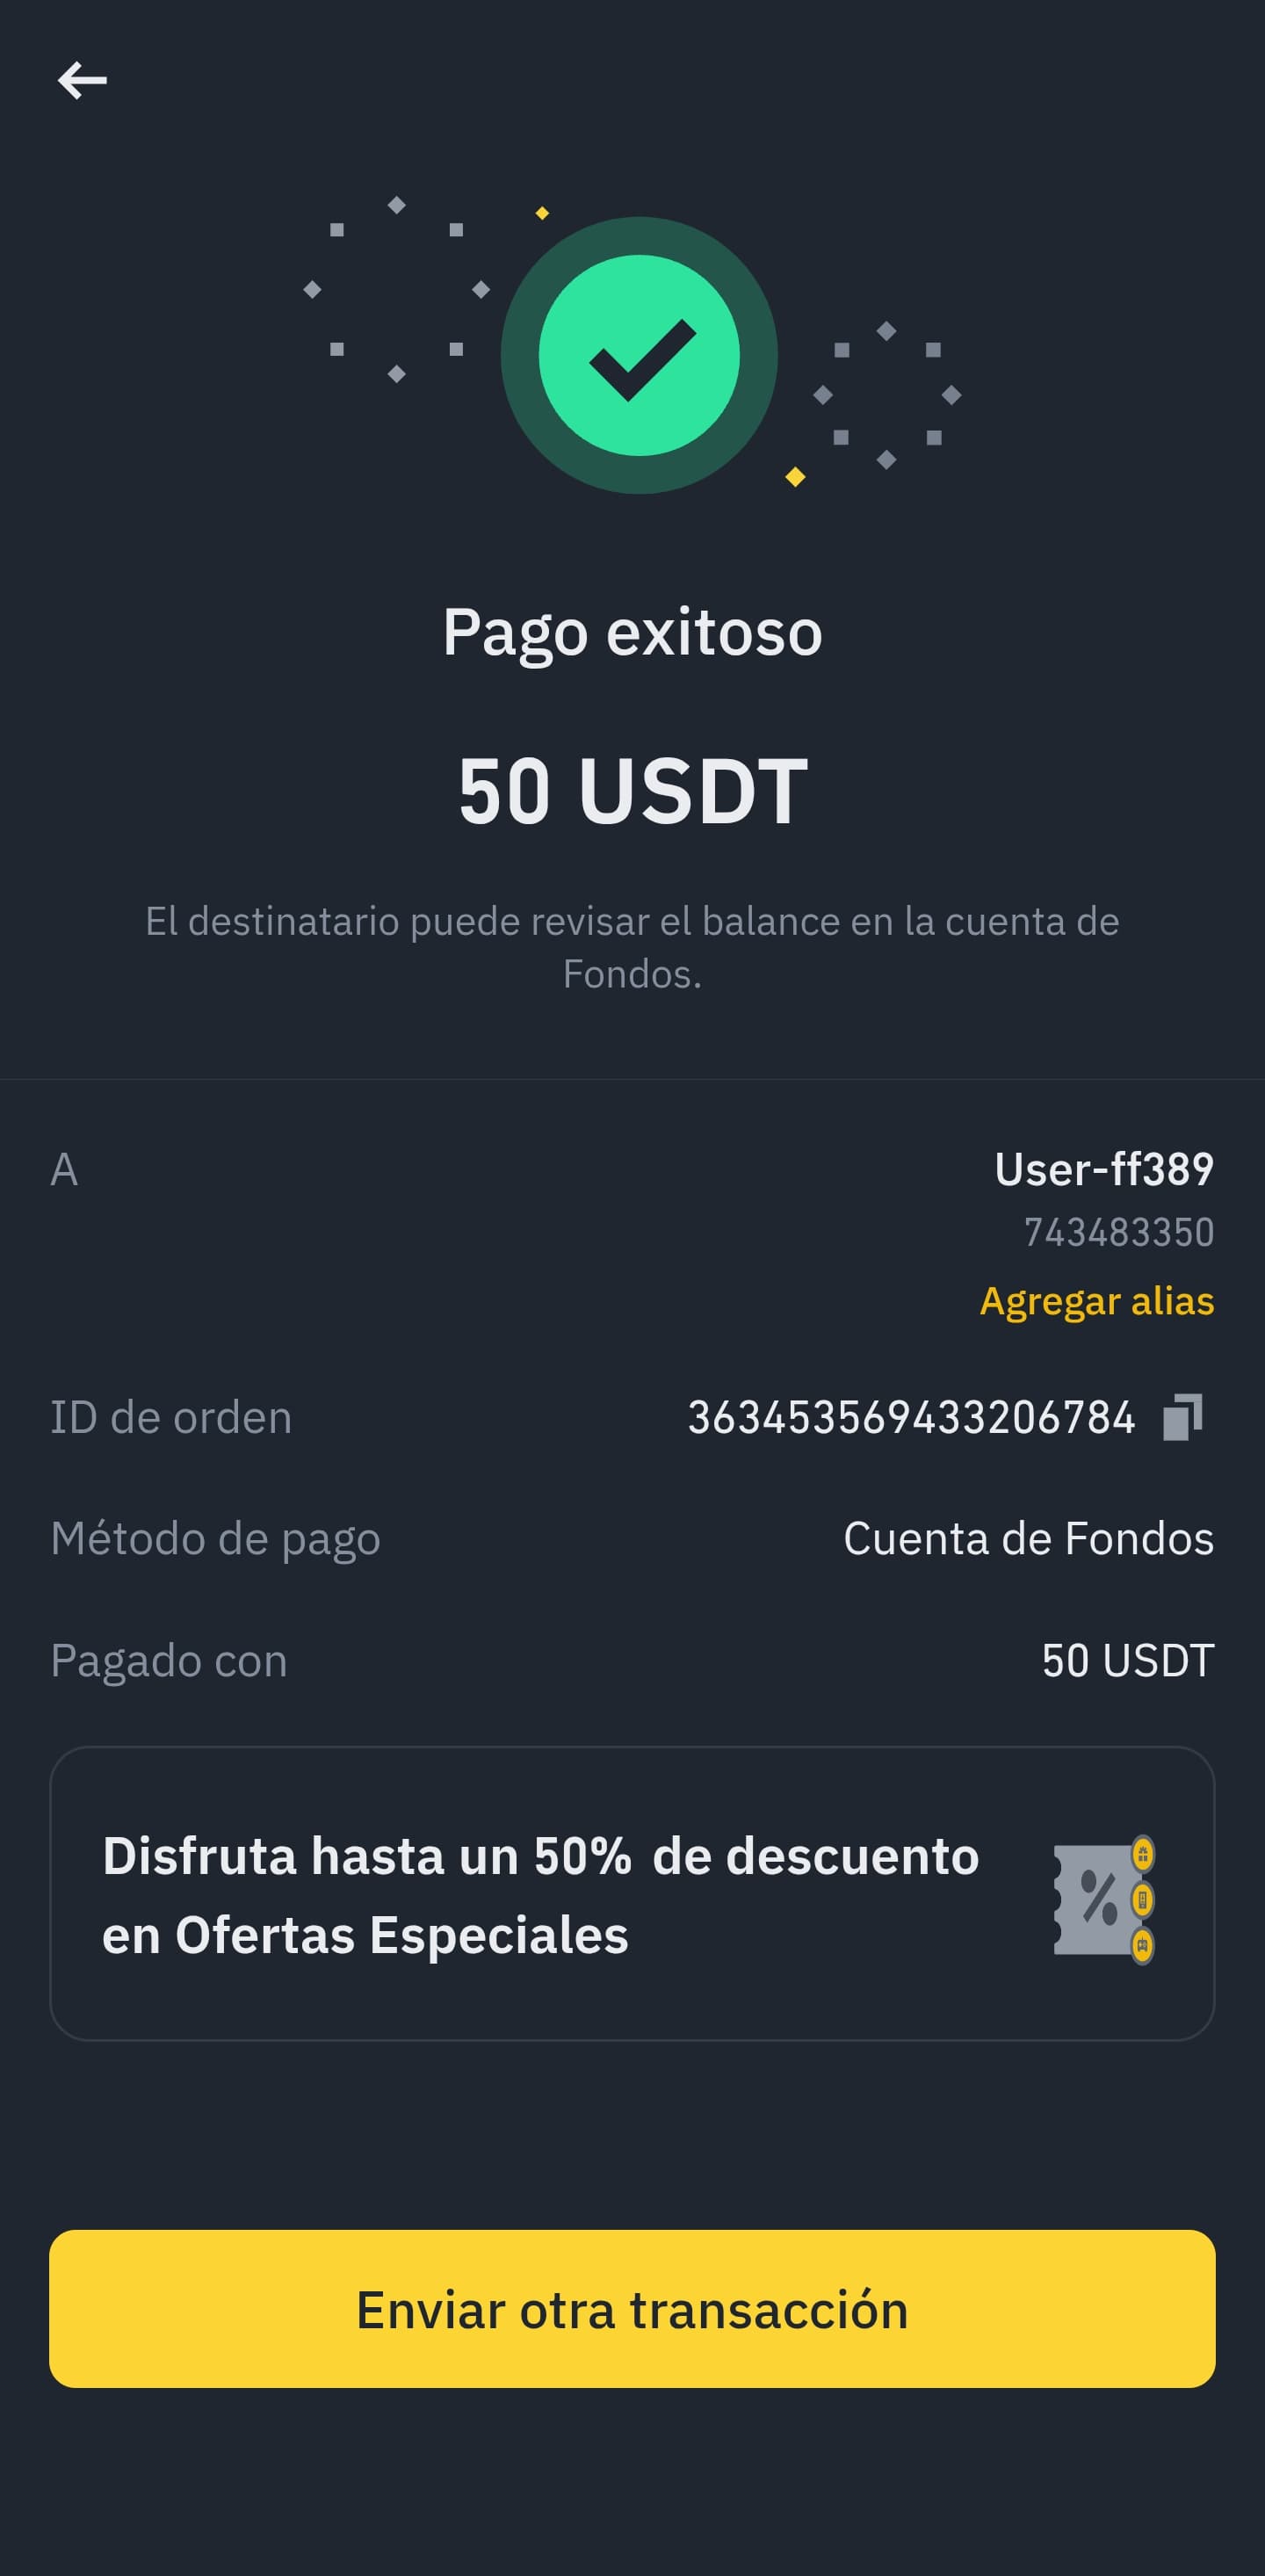 Pago exitoso
50 USDT
El destinatario puede revisar el balance en la cuenta de
Fondos.
A
User-ff389
743483350
Agregar alias
ID de orden
363453569433206784
Método de pago
Cuenta de Fondos
Pagado con
50 USDT
Disfruta hasta un 50% de descuento
en Ofertas Especiales
%
Enviar otra transacción